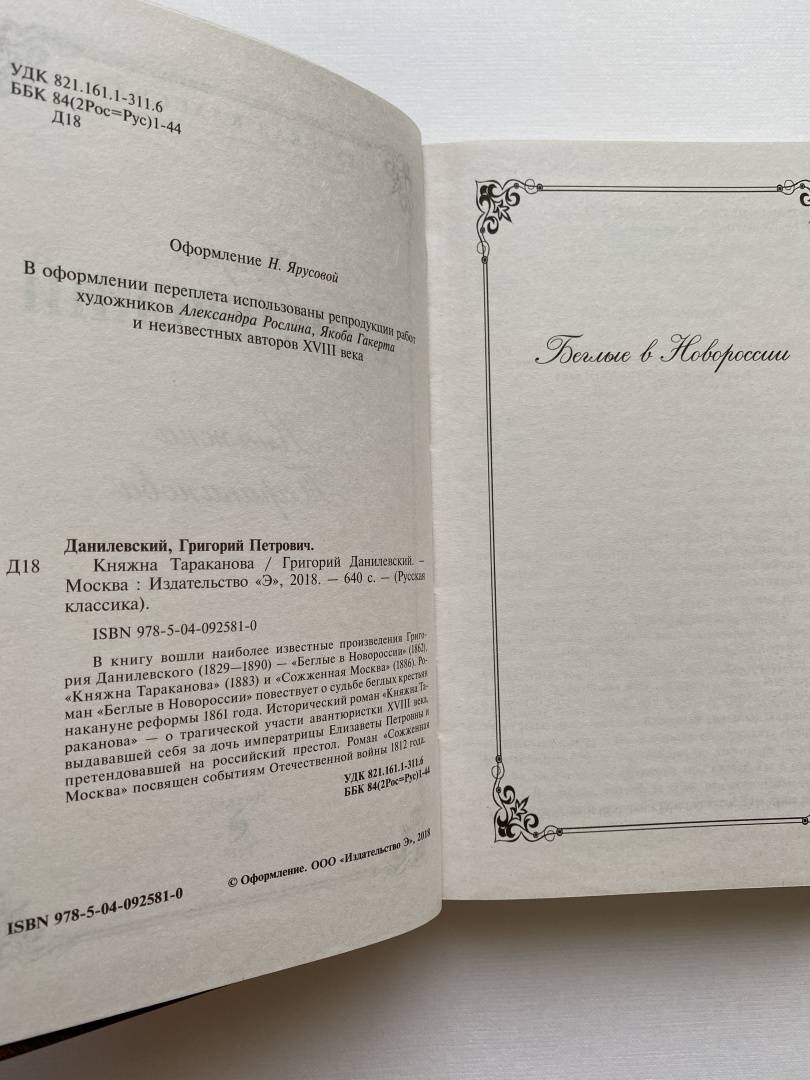 УДК 821.161.1-311.6
ББК 84(2Рос=Рус)1-44
Д18
Оформление Н. Ярусовой
В оформлении переплета использованы репродукции работ
художников Александра Рослина, Якоба Гакерта
и неизвестных авторов XVIII века
Данилевский, Григорий Петрович.
Д18 Княжна Тараканова / Григорий Данилевский. –
Москва : Издательство «Э», 2018. — 640 с. — (Русская
классика).
ISBN 978-5-04-092581-0
В книгу вошли наиболее известные произведения Григо-
рия Данилевского (1829—1890) — «Беглые в Новороссии» (1862),
«Княжна Тараканова» (1883) и «Сожженная Москва» (1886). Ро-
ман «Беглые в Новороссии» повествует о судьбе беглых крестьян
накануне реформы 1861 года. Исторический роман «Княжна Та-
раканова» — о трагической участи авантюристки XVIII века,
выдававшей себя за дочь императрицы Елизаветы Петровны и
претендовавшей на российский престол. Роман «Сожженная
Москва» посвящен событиям Отечественной войны 1812 года.
УДК 821.161.1-311.6
ББК 84(2Рос=Рус)1-44
© Оформление. ООО «Издательство Э», 2018
ISBN 978-5-04-092581-0
Беглые в Новороссии